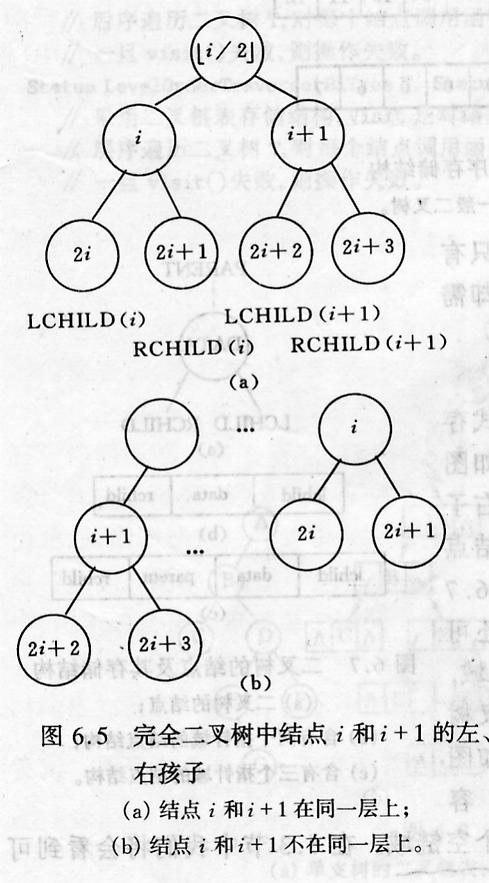 ⌊i/2⌋
i
i+1
2i
2i+1
2i+2
2i+3
LCHILD(i)
LCHILD(i+1)
RCHILD(i)
RCHILD(i+1)
(a)
...
i
i+1
...
2i
2i+1
2i+2
2i+3
(b)
图 6.5 完全二叉树中结点 i 和 i+1 的左、
右孩子
(a) 结点 i 和 i+1 在同一层上；
(b) 结点 i 和 i+1 不在同一层上。